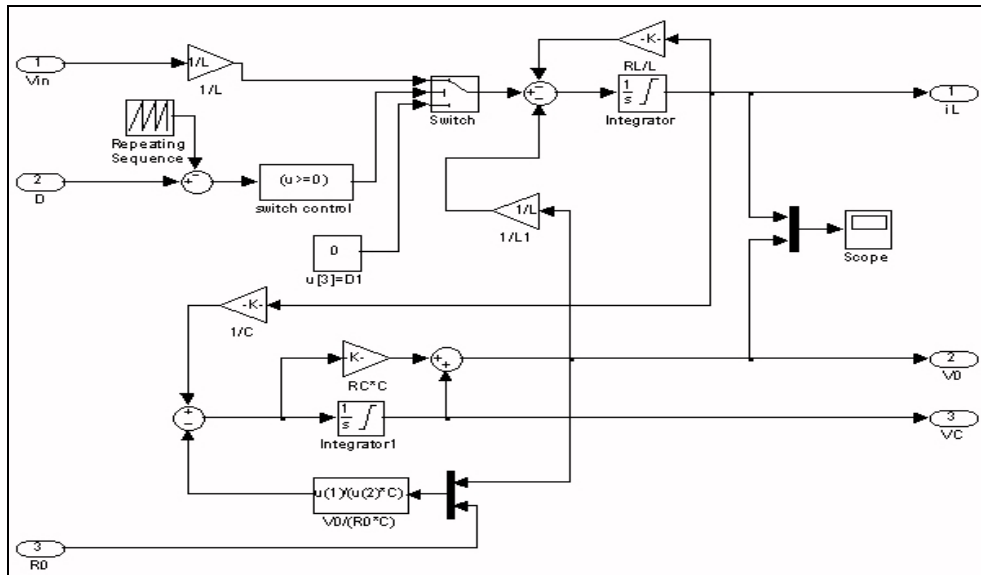 1
Vin
1/L
1/L
Repeating
Sequence
2
D
(u >=0)
switch control
0
u[3]=D1
Switch
-K-
RL/L
1
s
Integrator
1
iL
1/L
1/L1
Scope
-K-
1/C
K-
RC*C
1
s
Integrator1
2
V0
3
VC
u(1)/(u(2)*C)
V0/(R0*C)
3
R0